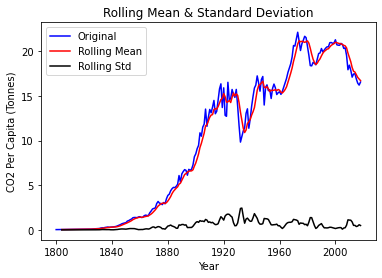 Rolling Mean & Standard Deviation
Original
Rolling Mean
Rolling Std
CO2 Per Capita (Tonnes)
20
15
10
5
0
1800
1840
1880
1920
1960
2000
Year